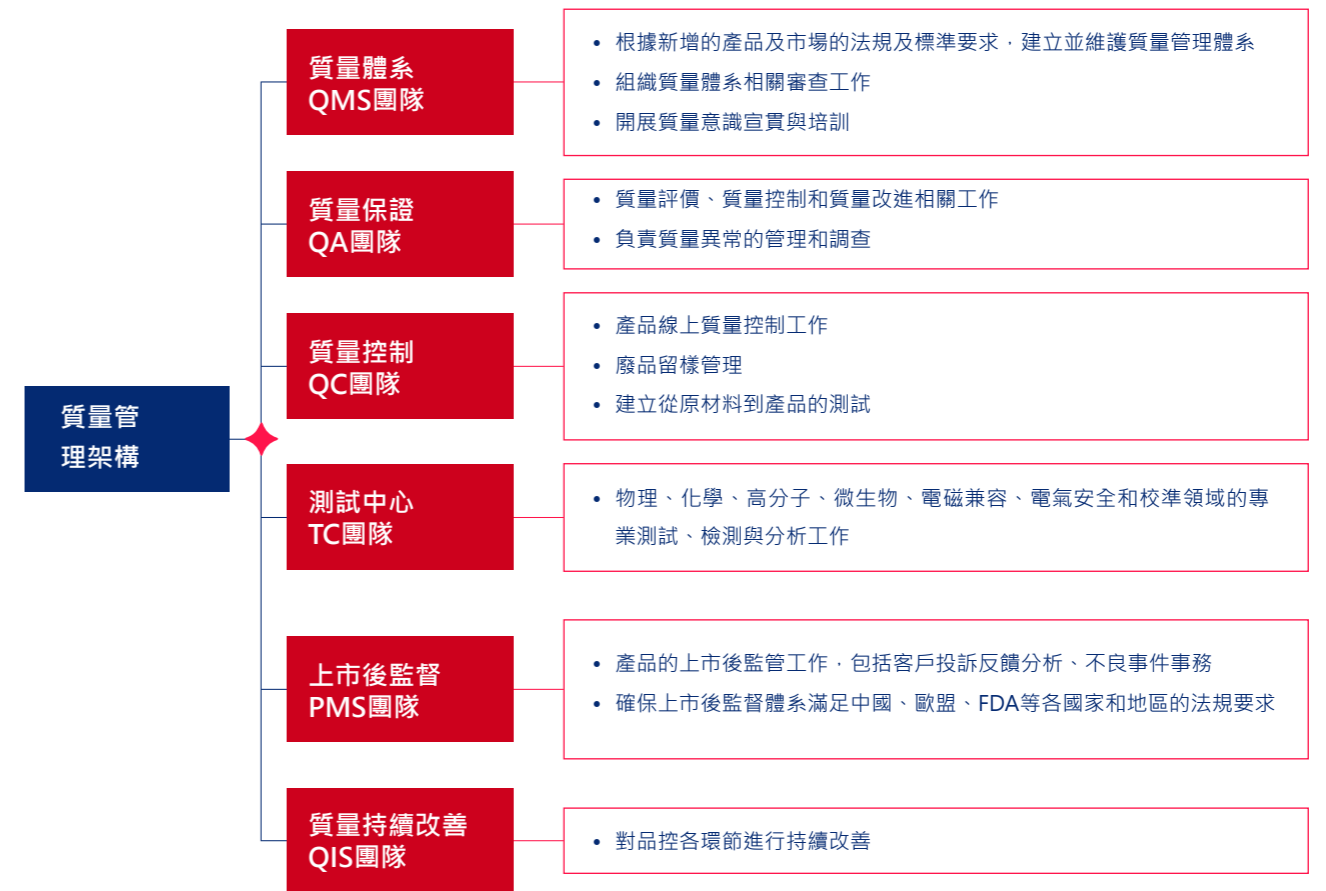 質量管
理架構
質量體系
QMS團隊
• 根據新增的產品及市場的法規及標準要求，建立並維護質量管理體系
• 組織質量體系相關審查工作
• 開展質量意識宣貫與培訓
質量保證
QA團隊
• 質量評價、質量控制和質量改進相關工作
• 負責質量異常的管理和調查
質量控制
QC團隊
• 產品線上質量控制工作
• 廢品留樣管理
• 建立從原材料到產品的測試
測試中心
TC團隊
• 物理、化學、高分子、微生物、電磁兼容、電氣安全和校準領域的專
業測試、檢測與分析工作
上市後監督
PMS團隊
• 產品的上市後監管工作，包括客戶投訴反饋分析、不良事件事務
• 確保上市後監督體系滿足中國、歐盟、FDA等各國家和地區的法規要求
質量持續改善
QIS團隊
• 對品控各環節進行持續改善